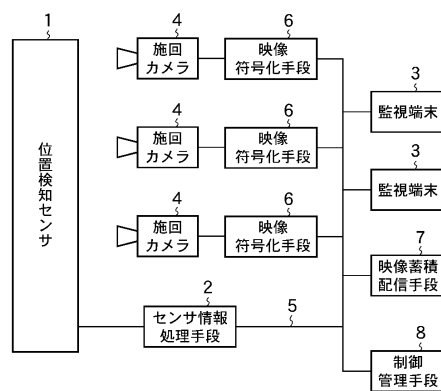 1
位置検知センサ
4
施回
カメラ
6
映像
符号化手段
4
施回
カメラ
6
映像
符号化手段
4
施回
カメラ
6
映像
符号化手段
2
センサ情報
処理手段
5
3
監視端末
3
監視端末
7
映像蓄積
配信手段
8
制御
管理手段